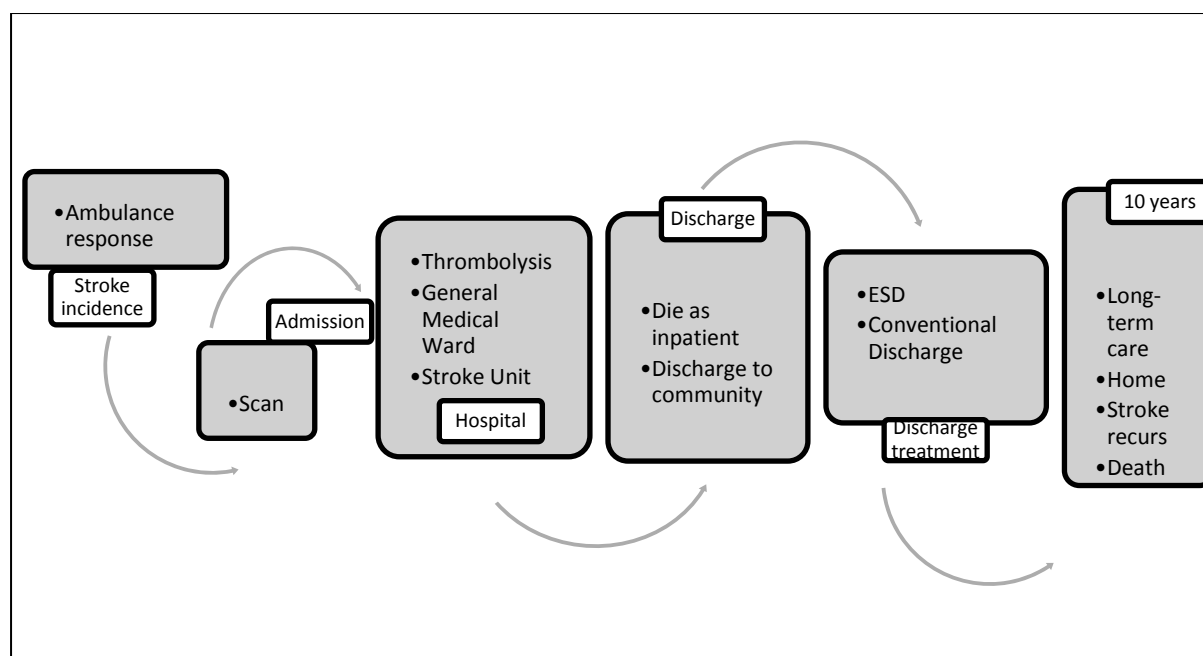 •Ambulance
response
Stroke
incidence
Admission
•Scan
•Thrombolysis
•General
Medical
Ward
•Stroke Unit
Hospital
Discharge
•Die as
inpatient
•Discharge to
community
•ESD
•Conventional
Discharge
Discharge
treatment
10 years
•Long-
term
care
•Home
•Stroke
recurs
•Death